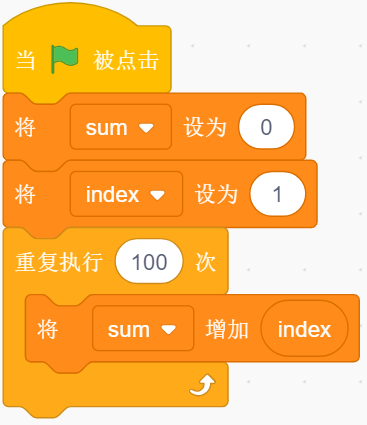 当 被点击
将 sum 设为 0
将 index 设为 1
重复执行 100 次
将 sum 增加 index